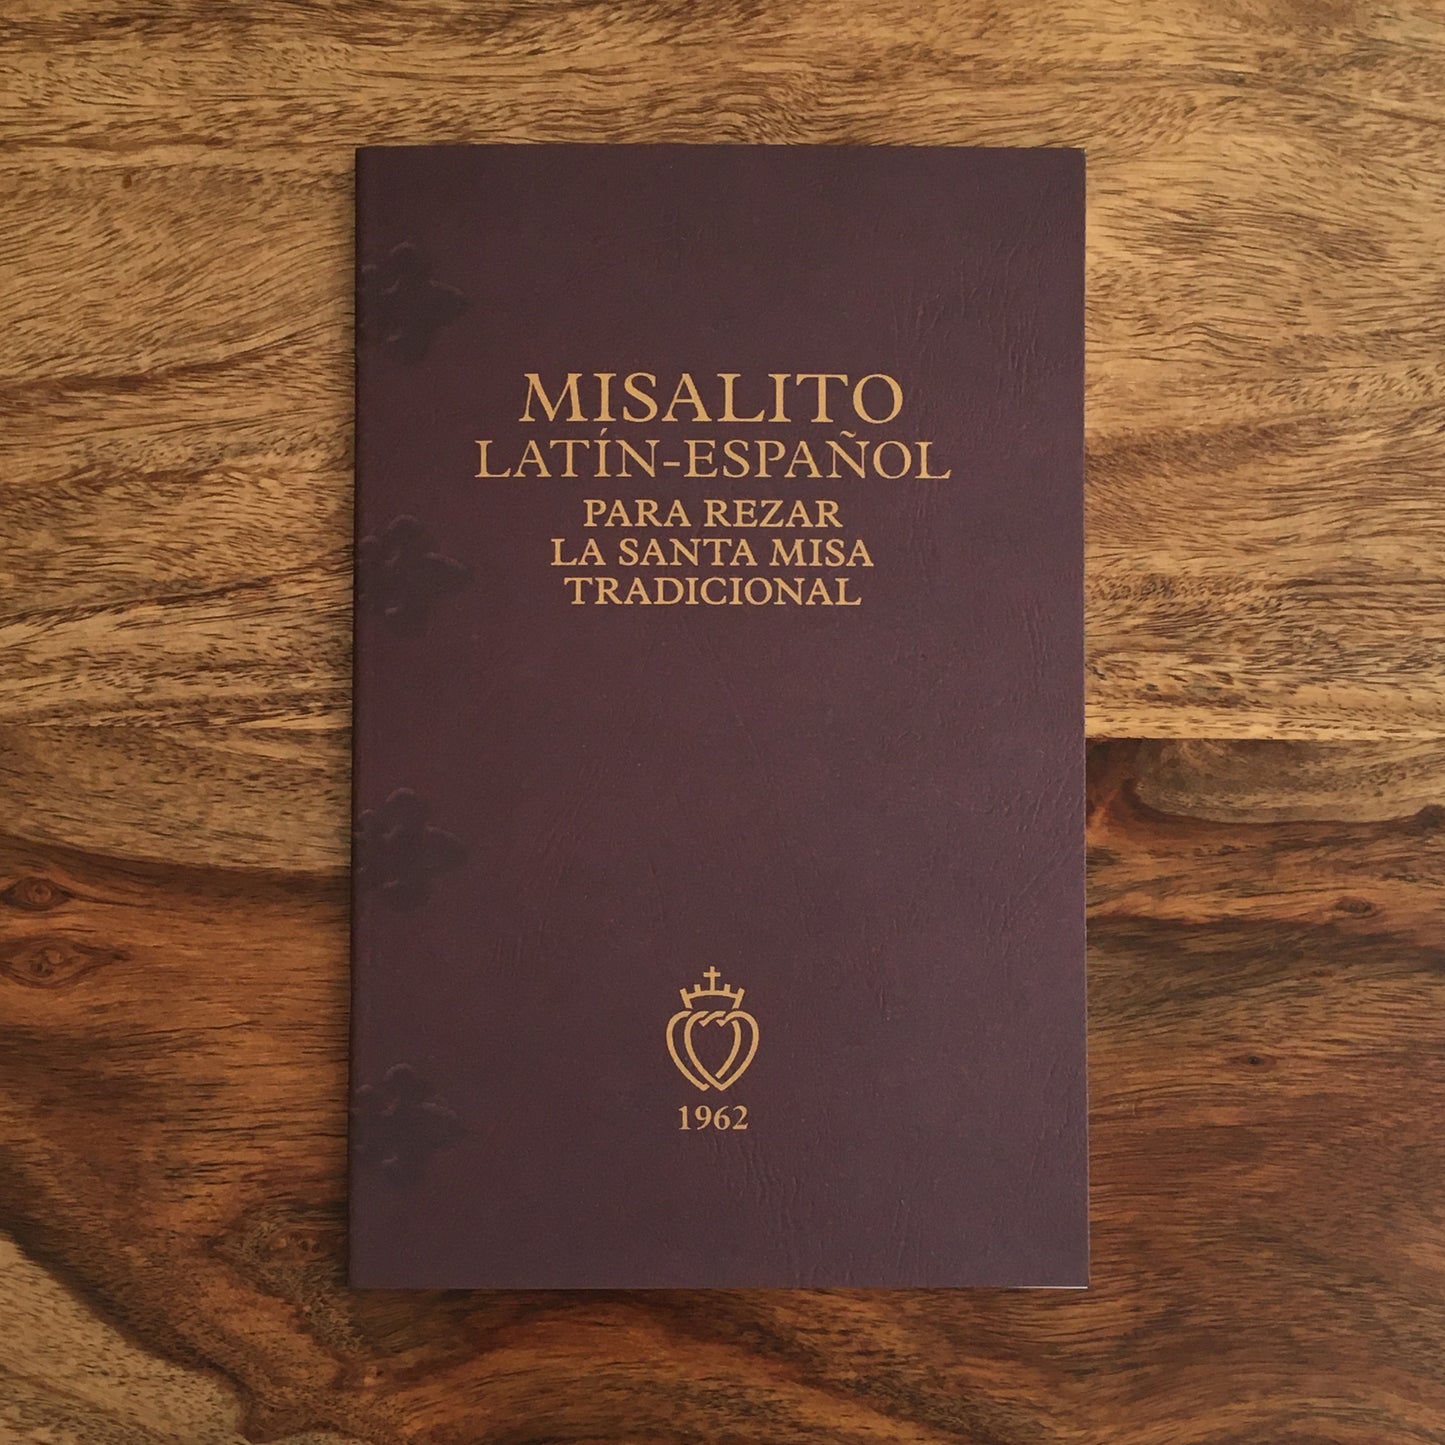 MISALITO
LATÍN-ESPAÑOL
PARA REZAR
LA SANTA MISA
TRADICIONAL
1962